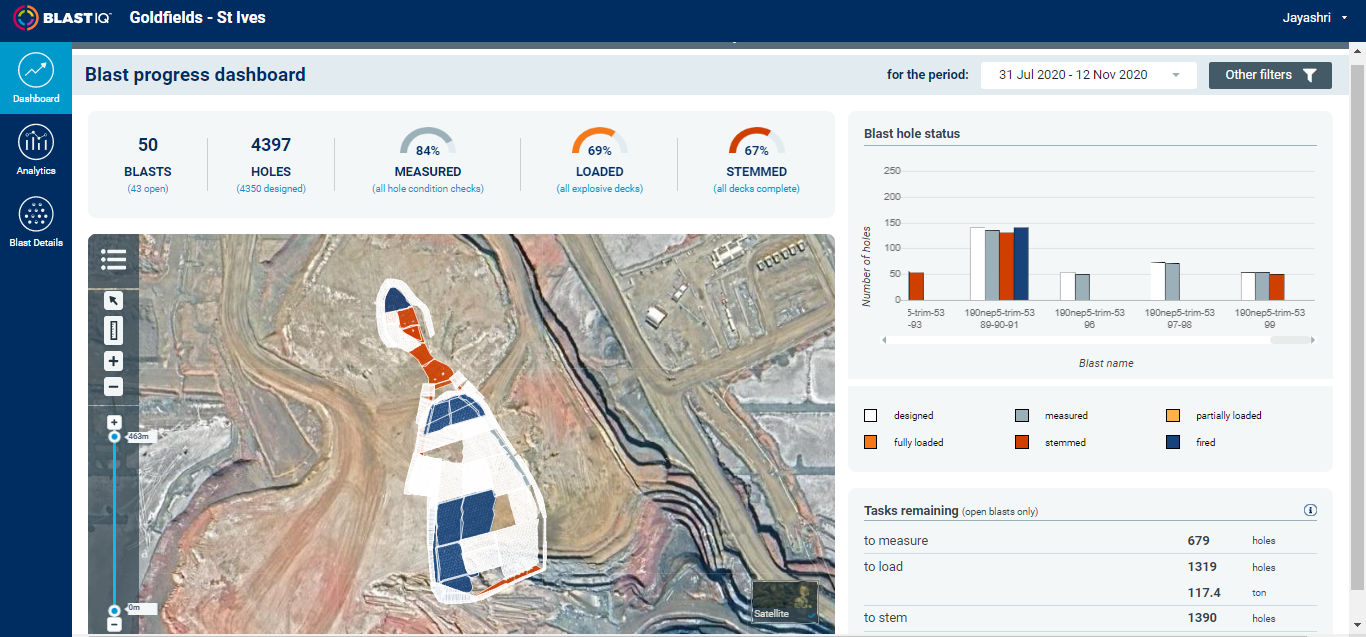 BLASTIQ™ Goldfields - St Ives Jayashri
Blast progress dashboard for the period: 31 Jul 2020 - 12 Nov 2020 Other filters
Dashboard
Analytics
Blast Details
50 4397 84% 69% 67%
BLASTS HOLES MEASURED LOADED STEMMED
(43 open) (4350 designed) (all hole condition checks) (all explosive decks) (all decks complete)
463m
0m
Satellite
Blast hole status
Number of holes
250
200
150
100
50
0
5-trim-53 190nep5-trim-53 190nep5-trim-53 190nep5-trim-53 190nep5-trim-53
-93 89-90-91 96 97-98 99
Blast name
designed measured partially loaded
fully loaded stemmed fired
Tasks remaining (open blasts only)
to measure 679 holes
to load 1319 holes
117.4 ton
to stem 1390 holes